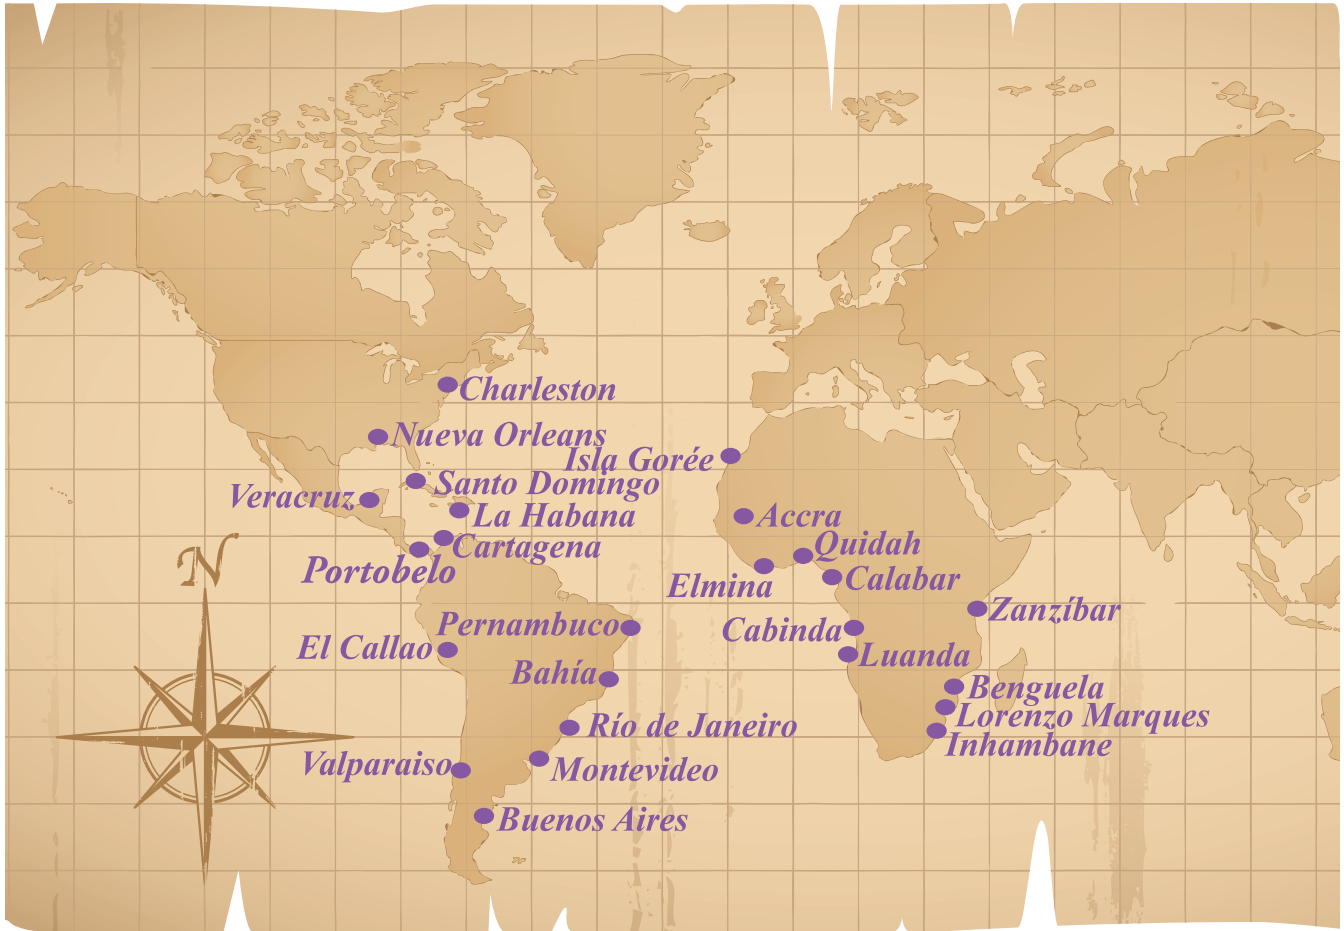 Charleston
Nueva Orleans
Isla Gorée
Santo Domingo
Veracruz
La Habana
Accra
Cartagena
Quidah
N
Portobelo
Elmina
Calabar
Zanzíbar
Pernambuco
Cabinda
El Callao
Luanda
Bahía
Benguela
Lorenzo Marques
Río de Janeiro
Inhambane
Valparaiso
Montevideo
Buenos Aires